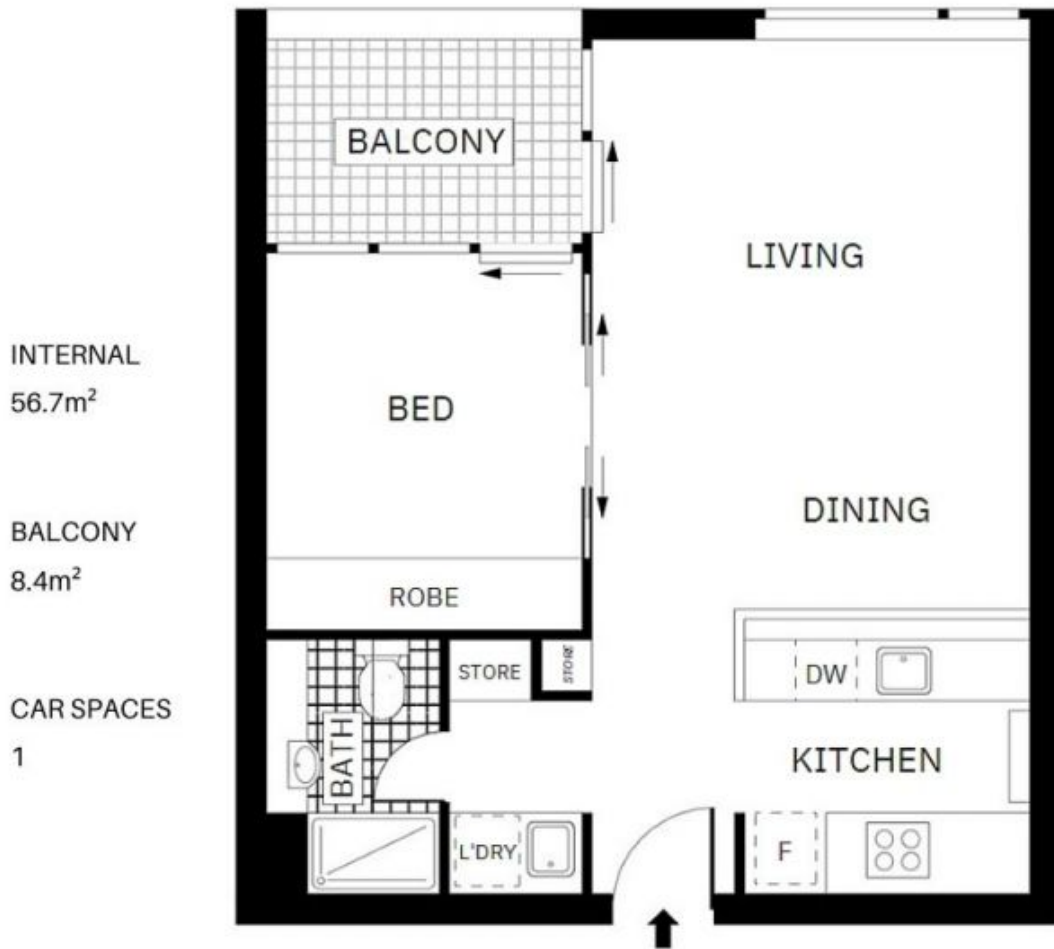 BALCONY
LIVING
INTERNAL
56.7m²
BED
BALCONY
8.4m²
DINING
ROBE
STORE
STORE
DW
CAR SPACES
1
BATH
KITCHEN
L'DRY
F